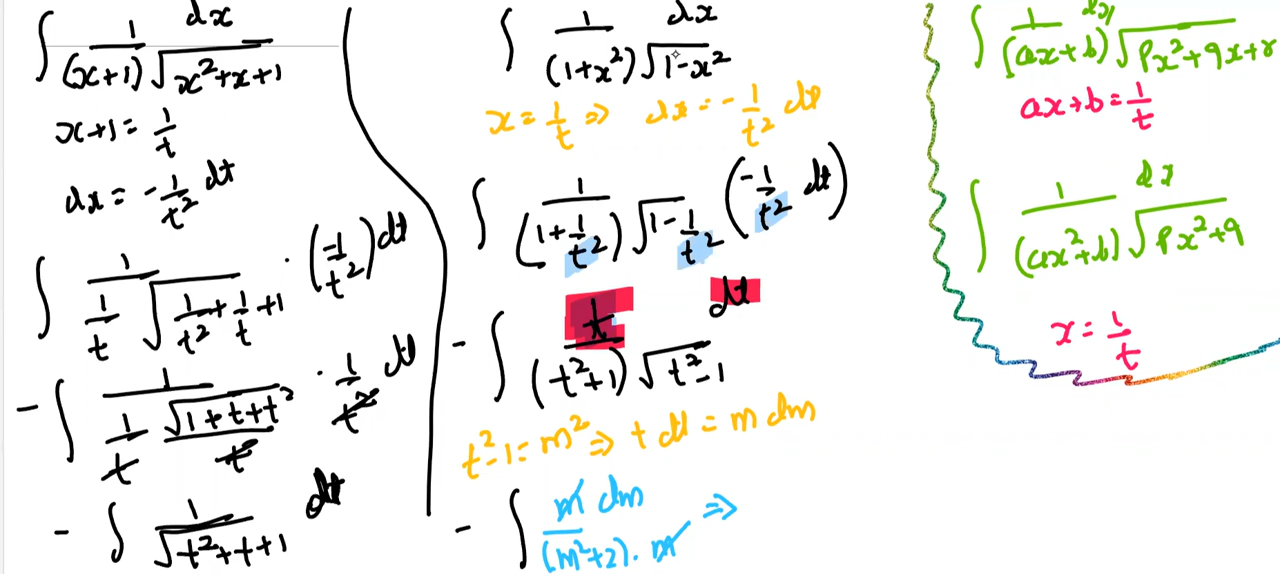 ∫ 1/((x+1)√(x²+x+1)) dx
x+1 = 1/t
dx = -1/t² dt
∫ 1/(1/t √(1/t² + 1/t + 1)) · (-1/t²) dt
- ∫ 1/(1/t √(1+t+t²)/t) · 1/t² dt
- ∫ 1/√(t²+t+1) dt
∫ 1/((1+x²)√(1-x²)) dx
x = 1/t ⇒ dx = -1/t² dt
∫ 1/((1+1/t²)√(1-1/t²)) (-1/t² dt)
- ∫ t/((t²+1)√(t²-1)) dt
t²-1 = m² ⇒ t dt = m dm
- ∫ m dm/((m²+2)·m) ⇒
∫ 1/((ax+b)√(px²+qx+r)) dx
ax+b = 1/t
∫ 1/((ax²+b)√(px²+q)) dx
x = 1/t